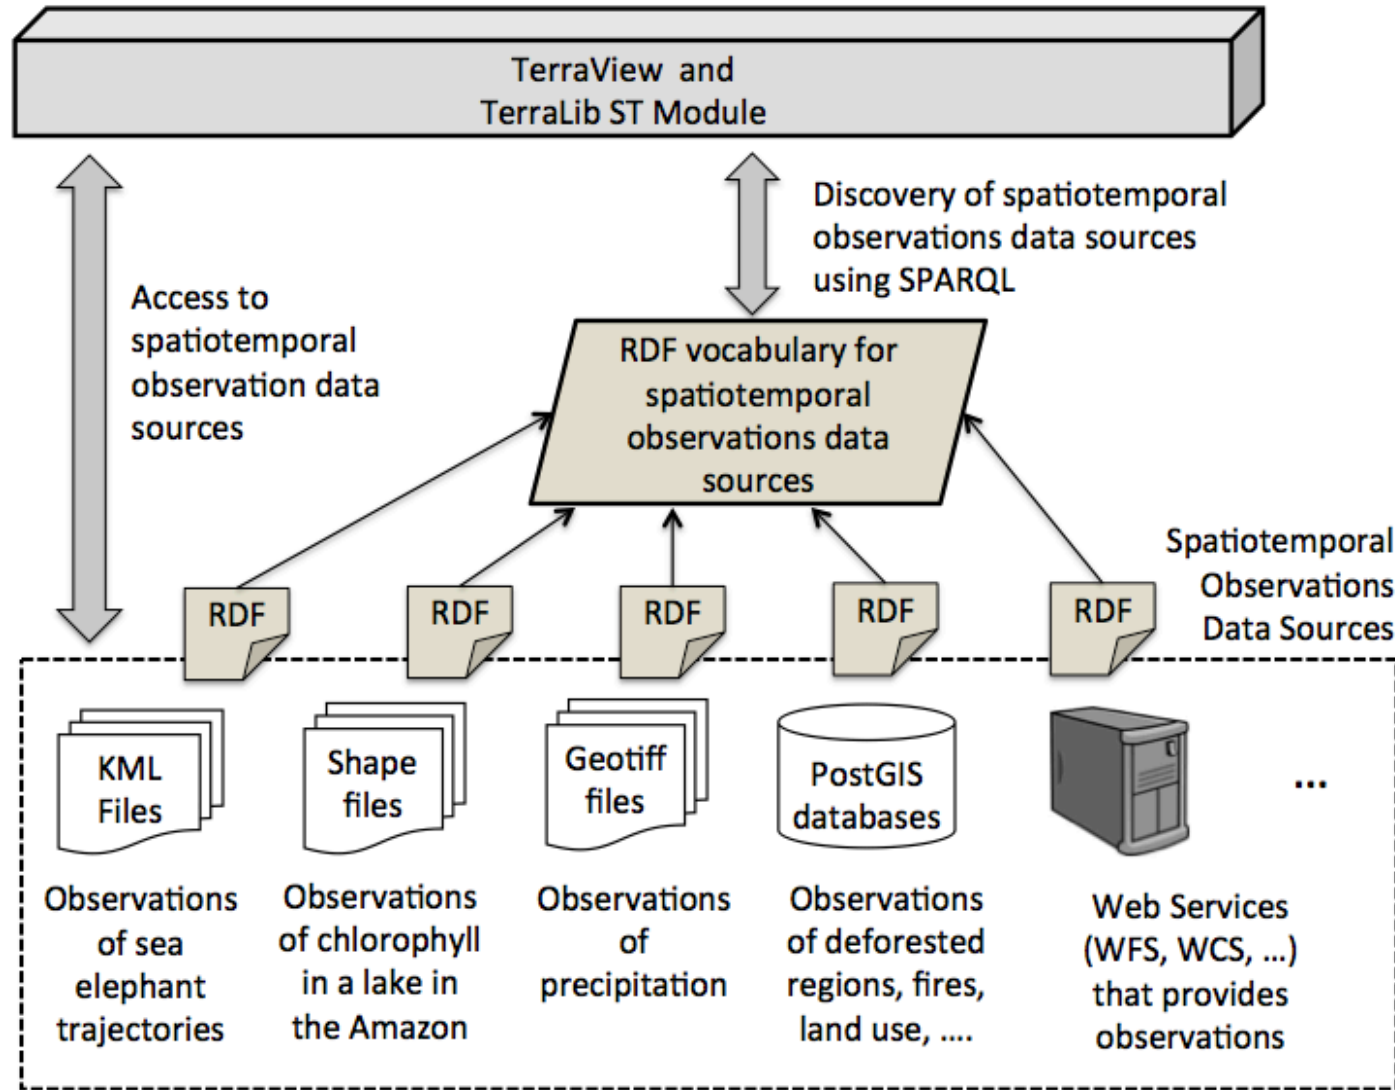 TerraView and
TerraLib ST Module
Discovery of spatiotemporal
observations data sources
using SPARQL
Access to
spatiotemporal
observation data
sources
RDF vocabulary for
spatiotemporal
observations data
sources
Spatiotemporal
Observations
Data Sources
RDF
RDF
RDF
RDF
RDF
KML
Files
Shape
files
Geotiff
files
PostGIS
databases
...
Observations
of sea
elephant
trajectories
Observations
of chlorophyll
in a lake in
the Amazon
Observations
of
precipitation
Observations
of deforested
regions, fires,
land use, ....
Web Services
(WFS, WCS, ...)
that provides
observations